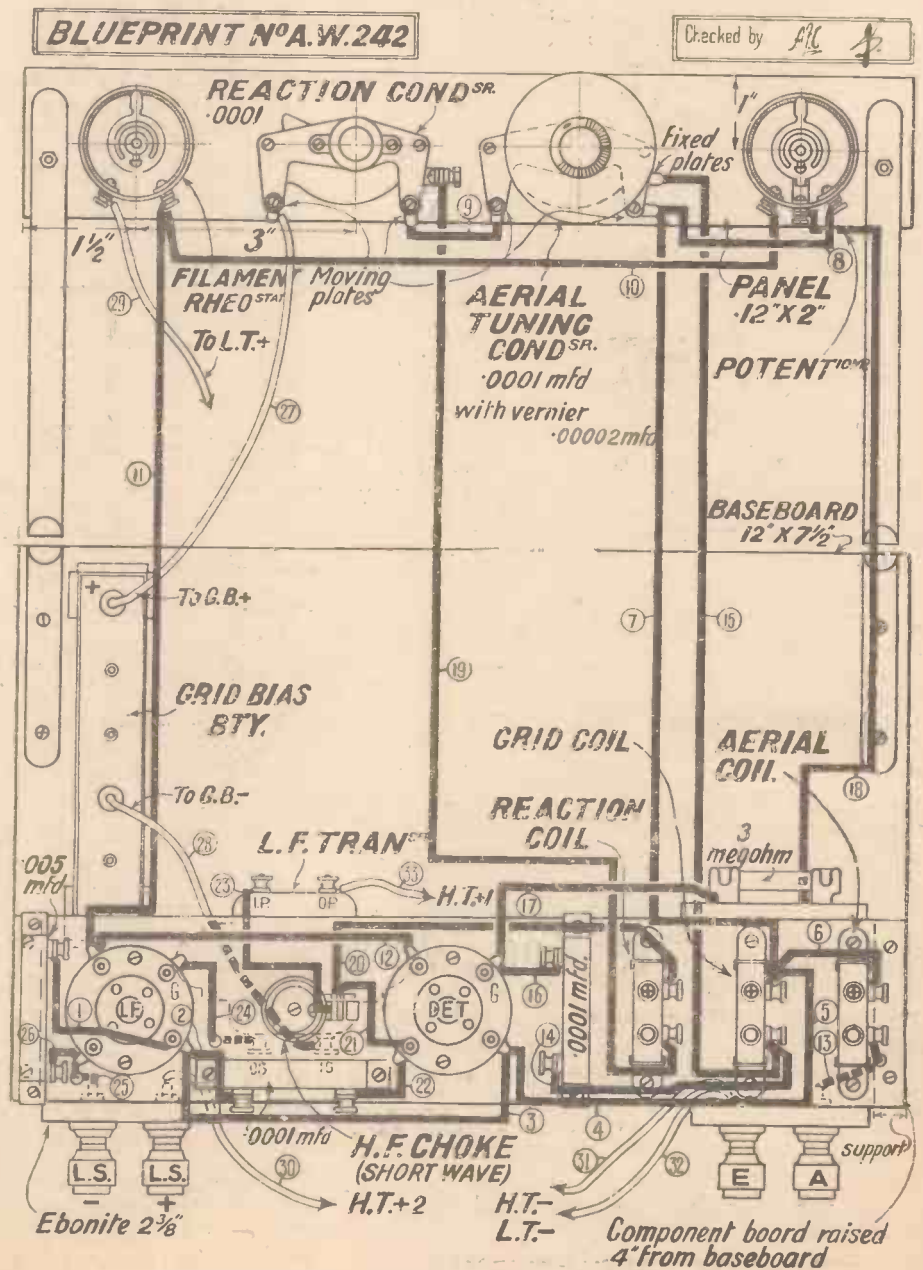 BLUEPRINT Nº A.W.242
Checked by
REACTION CONDSR.
.0001
1"
Fixed
plates
1½"
3"
9
8
FILAMENT
RHEOSTAT
Moving
plates
10
AERIAL
TUNING
CONDSR.
.0001 mfd
with vernier
.00002 mfd
PANEL
.12"X2"
29
To L.T.+
POTENTIOMR
27
11
BASEBOARD
12"X7½"
+
To G.B.+
7
15
19
GRID BIAS
BTY.
GRID COIL
AERIAL
COIL.
To G.B.-
18
28
REACTION
COIL
L.F. TRANSR
3
megohm
.005
mfd
23
33
I.P.
O.P.
H.T.+1
17
6
20
12
G
G
16
.0001 mfd.
1
L.F.
2
24
DET
5
14
13
26
21
25
OS
IS
22
3
4
.0001 mfd
H.F. CHOKE
(SHORT WAVE)
31
32
support
L.S.
L.S.
30
E
A
-
+
H.T.+2
H.T.-
L.T.-
Ebonite 2⅜"
Component board raised
4" from baseboard